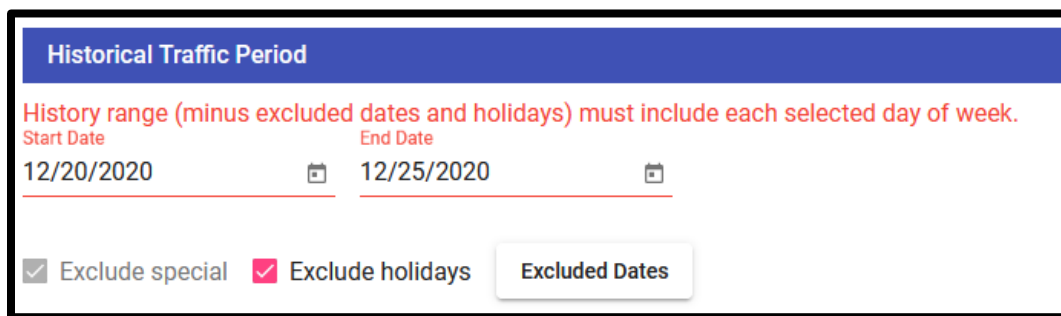 Historical Traffic Period
History range (minus excluded dates and holidays) must include each selected day of week.
Start Date End Date
12/20/2020 12/25/2020
Exclude special Exclude holidays Excluded Dates